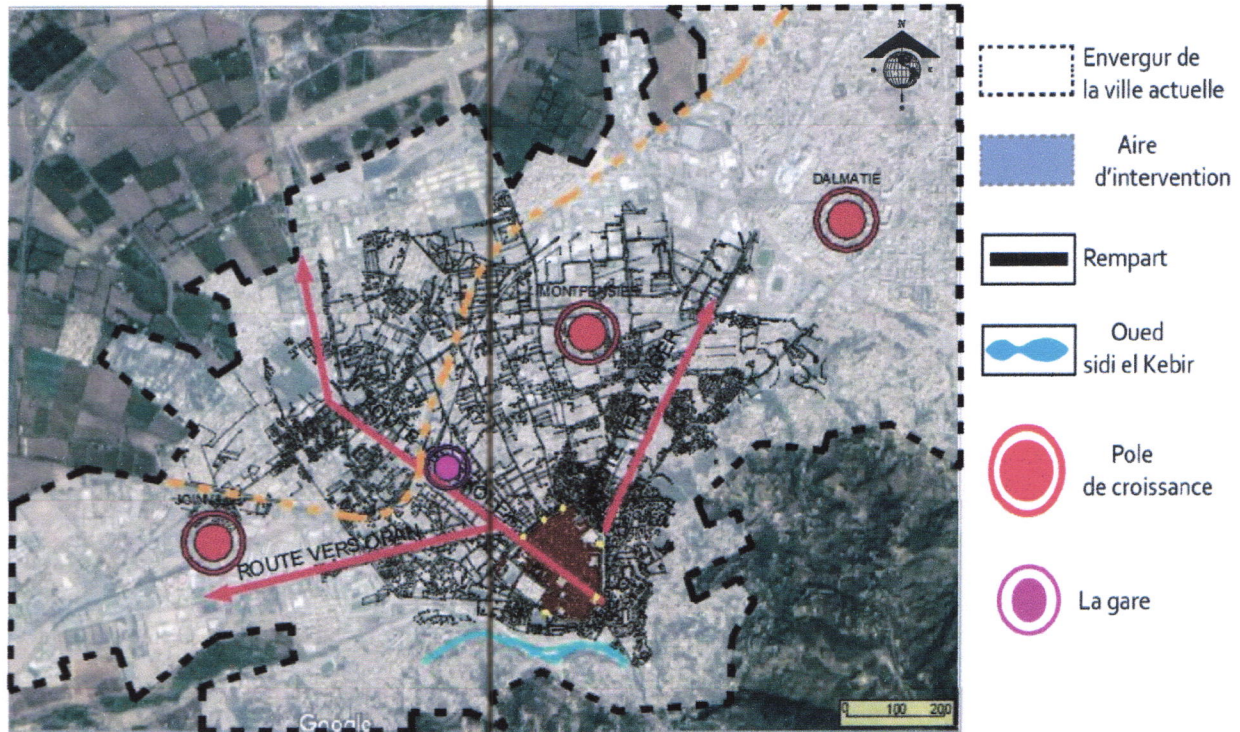 N
DALMATIE
MONTPENSIER
ALGER
ROUTE VERS ORAN
Google
0 100 200
Envergur de
la ville actuelle
Aire
d'intervention
Rempart
Oued
sidi el Kebir
Pole
de croissance
La gare